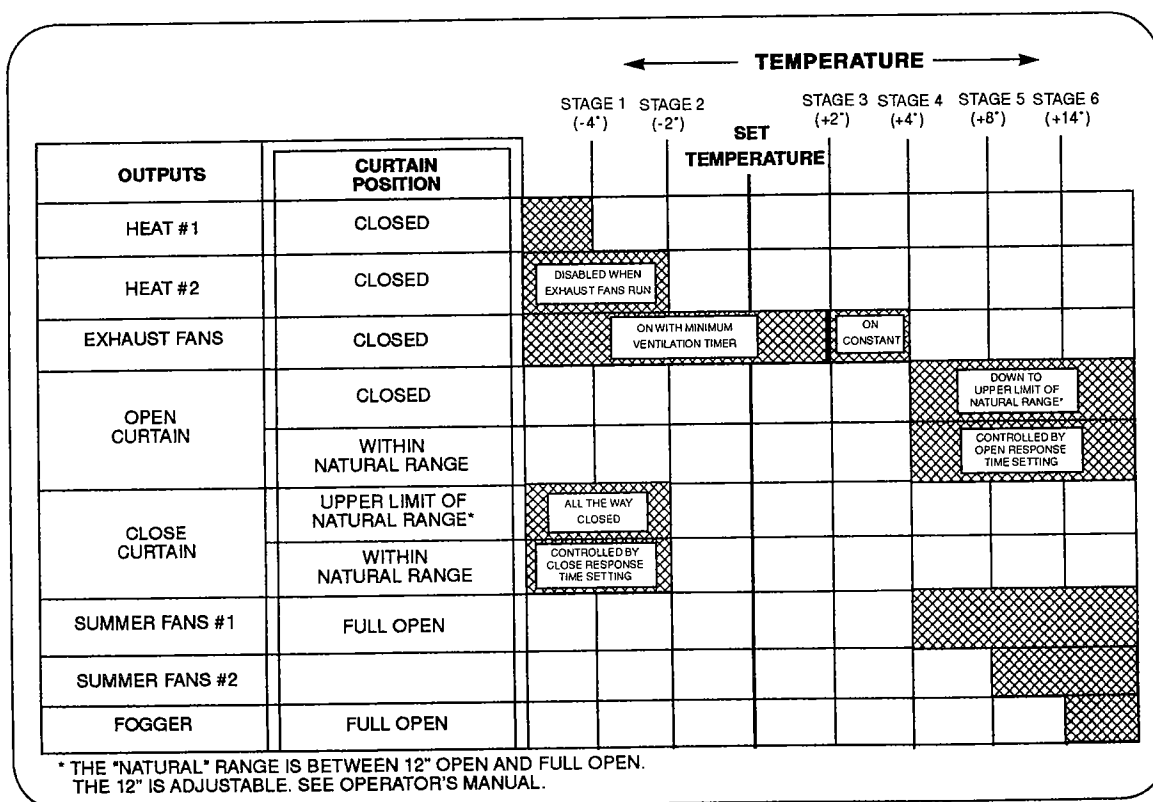 TEMPERATURE
STAGE 1 STAGE 2 STAGE 3 STAGE 4 STAGE 5 STAGE 6
(-4°) (-2°) (+2°) (+4°) (+8°) (+14°)
SET
TEMPERATURE
OUTPUTS
CURTAIN
POSITION
HEAT #1
CLOSED
HEAT #2
CLOSED
DISABLED WHEN
EXHAUST FANS RUN
EXHAUST FANS
CLOSED
ON WITH MINIMUM
VENTILATION TIMER
ON
CONSTANT
OPEN
CURTAIN
CLOSED
DOWN TO
UPPER LIMIT OF
NATURAL RANGE*
WITHIN
NATURAL RANGE
CONTROLLED BY
OPEN RESPONSE
TIME SETTING
CLOSE
CURTAIN
UPPER LIMIT OF
NATURAL RANGE*
ALL THE WAY
CLOSED
WITHIN
NATURAL RANGE
CONTROLLED BY
CLOSE RESPONSE
TIME SETTING
SUMMER FANS #1
FULL OPEN
SUMMER FANS #2
FOGGER
FULL OPEN
* THE "NATURAL" RANGE IS BETWEEN 12" OPEN AND FULL OPEN.
THE 12" IS ADJUSTABLE. SEE OPERATOR'S MANUAL.